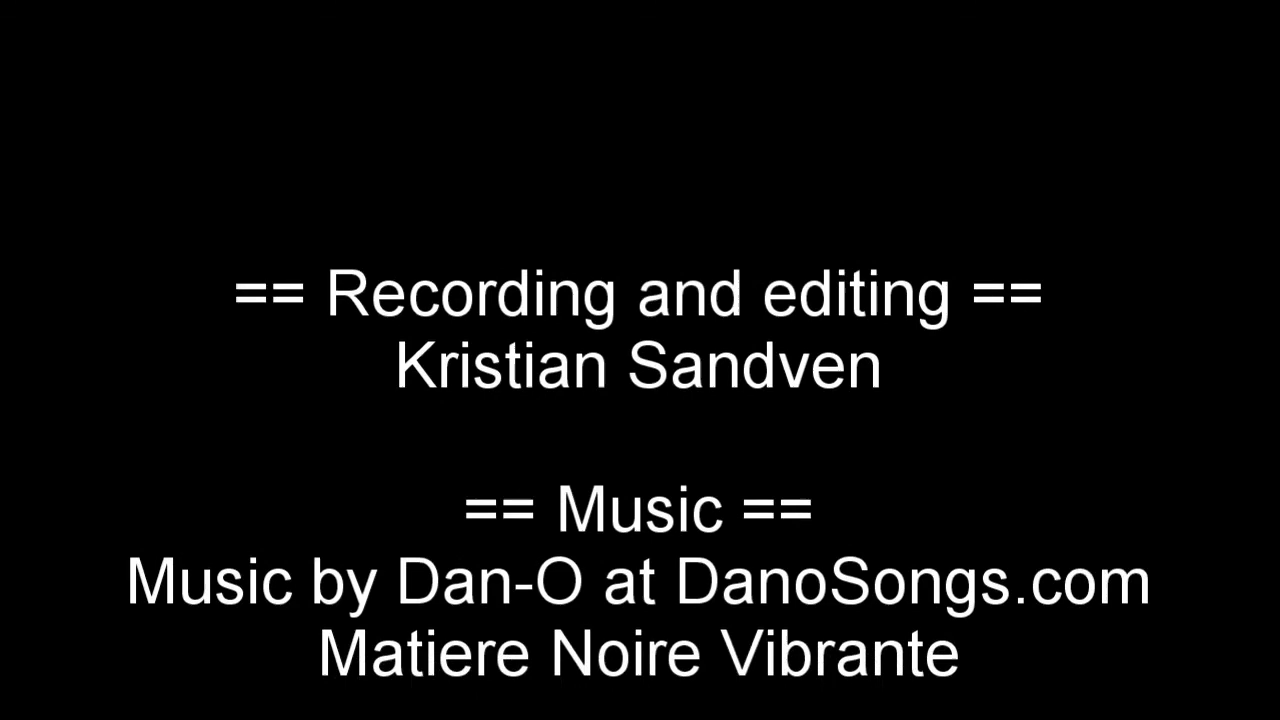 == Recording and editing ==
Kristian Sandven
== Music ==
Music by Dan-O at DanoSongs.com
Matiere Noire Vibrante